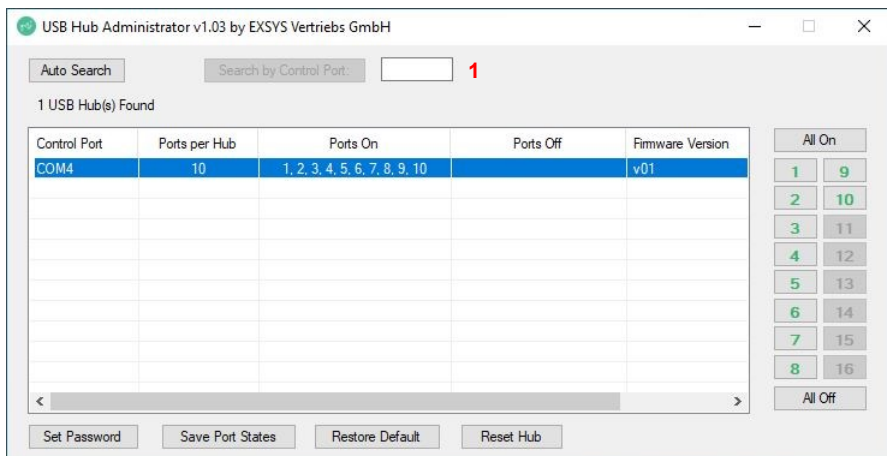 USB Hub Administrator v1.03 by EXSYS Vertriebs GmbH
Auto Search Search by Control Port: 1
1 USB Hub(s) Found
Control Port Ports per Hub Ports On Ports Off Firmware Version All On
COM4 10 1, 2, 3, 4, 5, 6, 7, 8, 9, 10 v01
1 9
2 10
3 11
4 12
5 13
6 14
7 15
8 16
All Off
Set Password Save Port States Restore Default Reset Hub